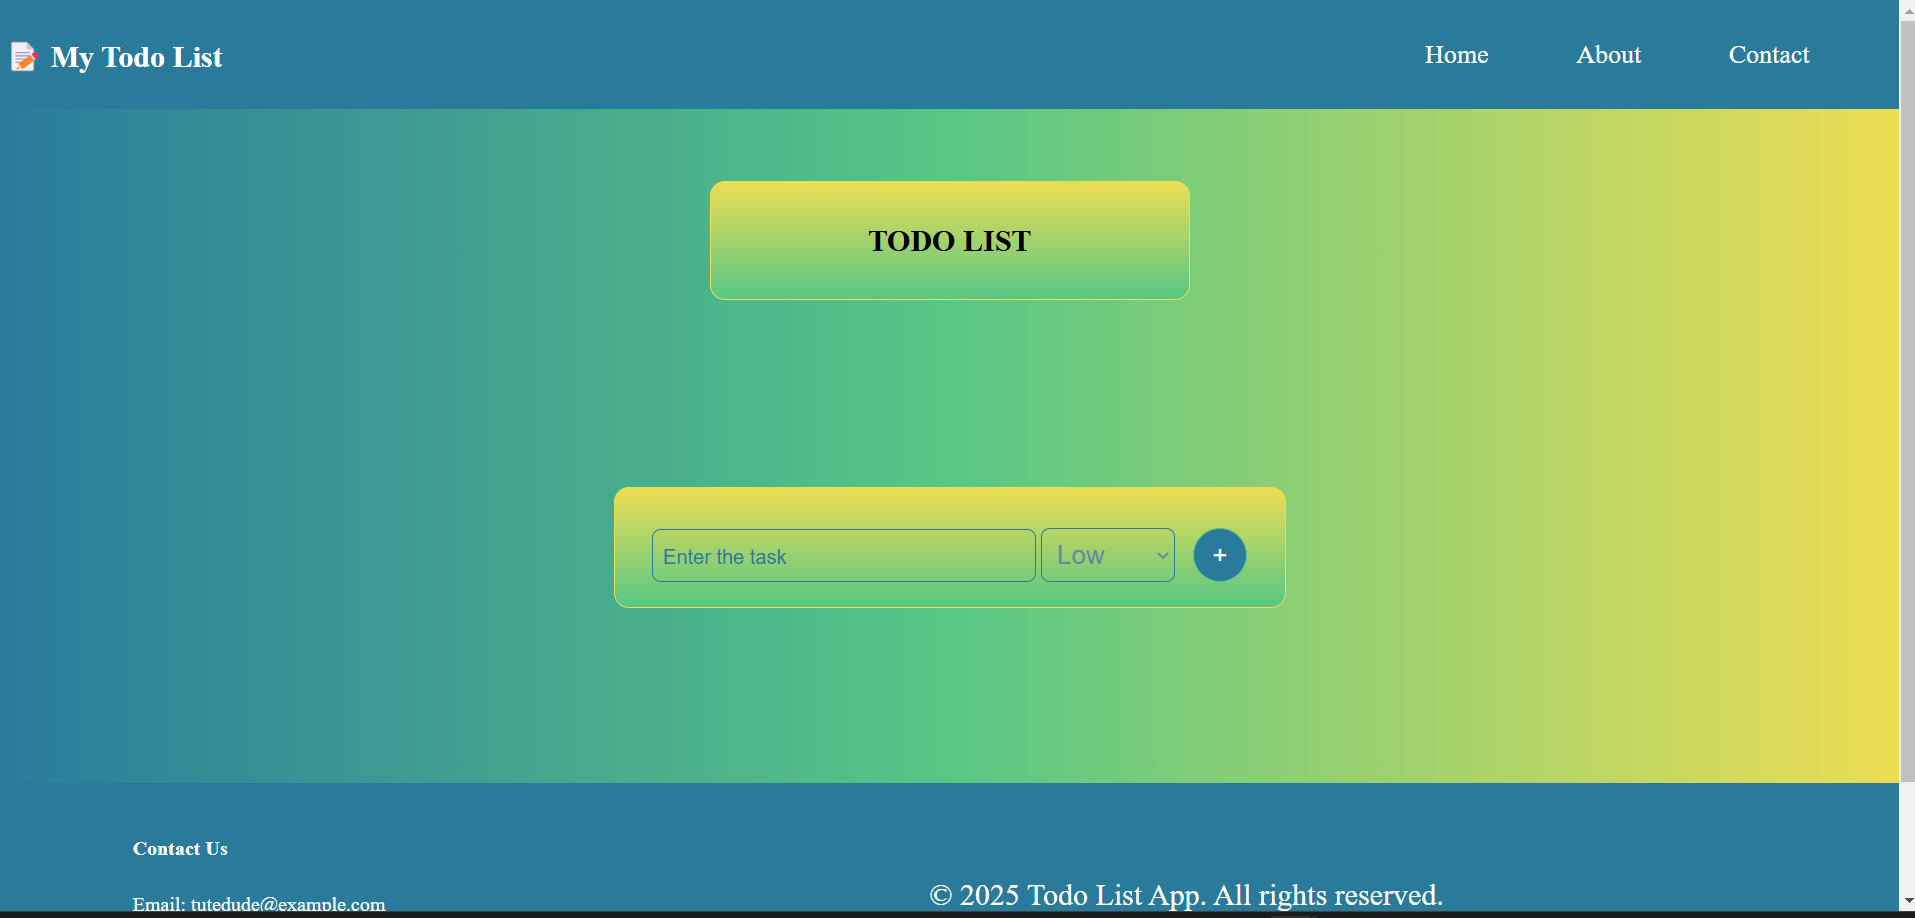 My Todo List
Home About Contact
TODO LIST
Enter the task Low +
Contact Us
Email: tutedude@example.com
© 2025 Todo List App. All rights reserved.